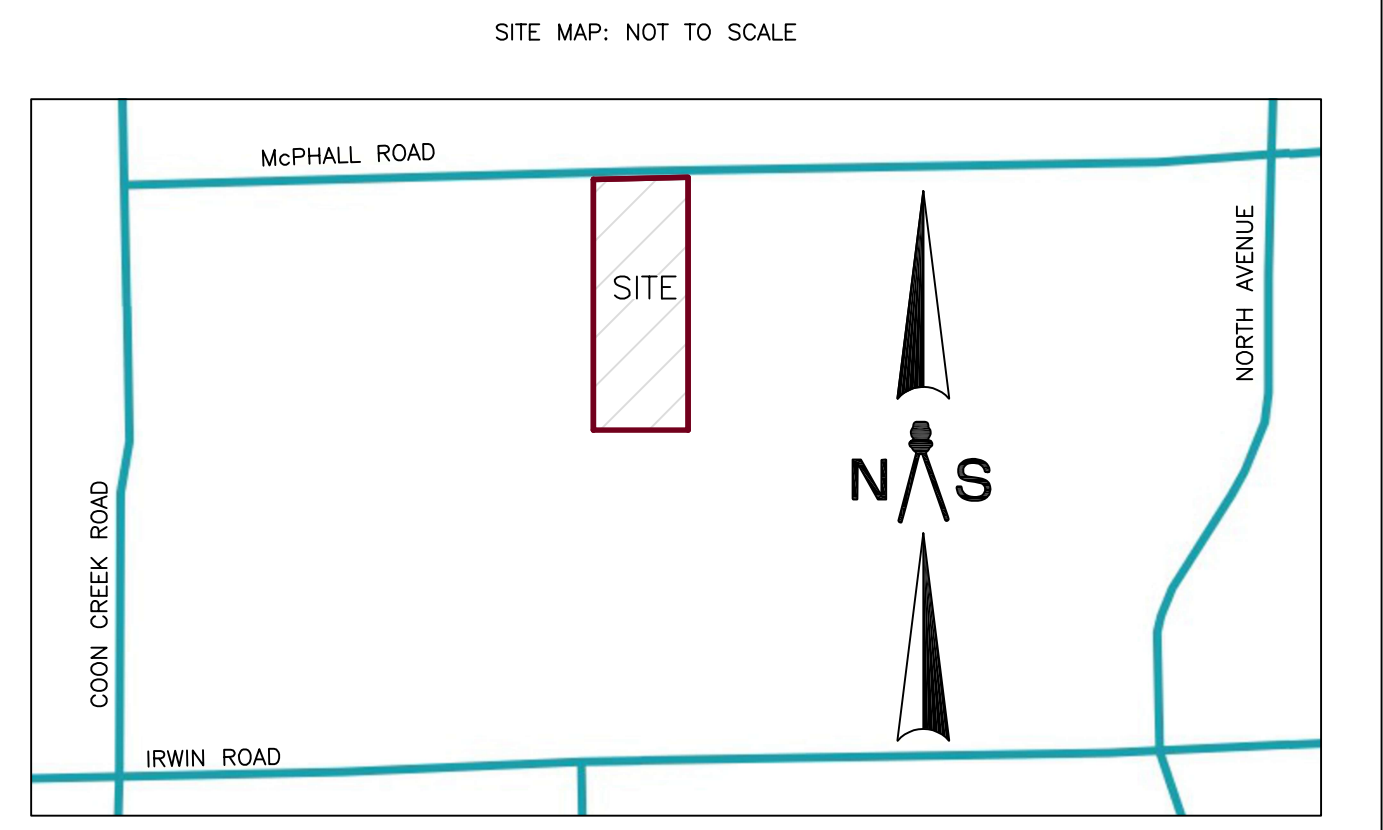 SITE MAP: NOT TO SCALE
McPHALL ROAD
NORTH AVENUE
SITE
N S
COON CREEK ROAD
IRWIN ROAD